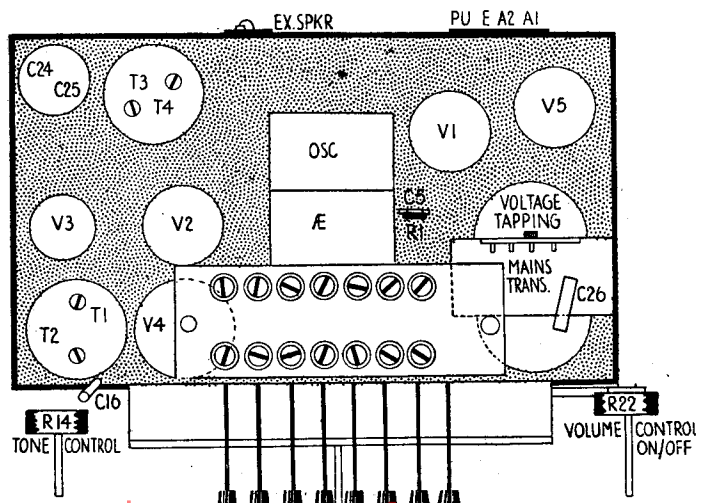 EX.SPKR
PU E A2 A1
C24
C25
T3
T4
V1
V5
OSC
C5
R1
V3
V2
Æ
VOLTAGE
TAPPING
MAINS
TRANS.
C26
T1
T2
V4
C16
R14
TONE CONTROL
R22
VOLUME CONTROL
ON/OFF